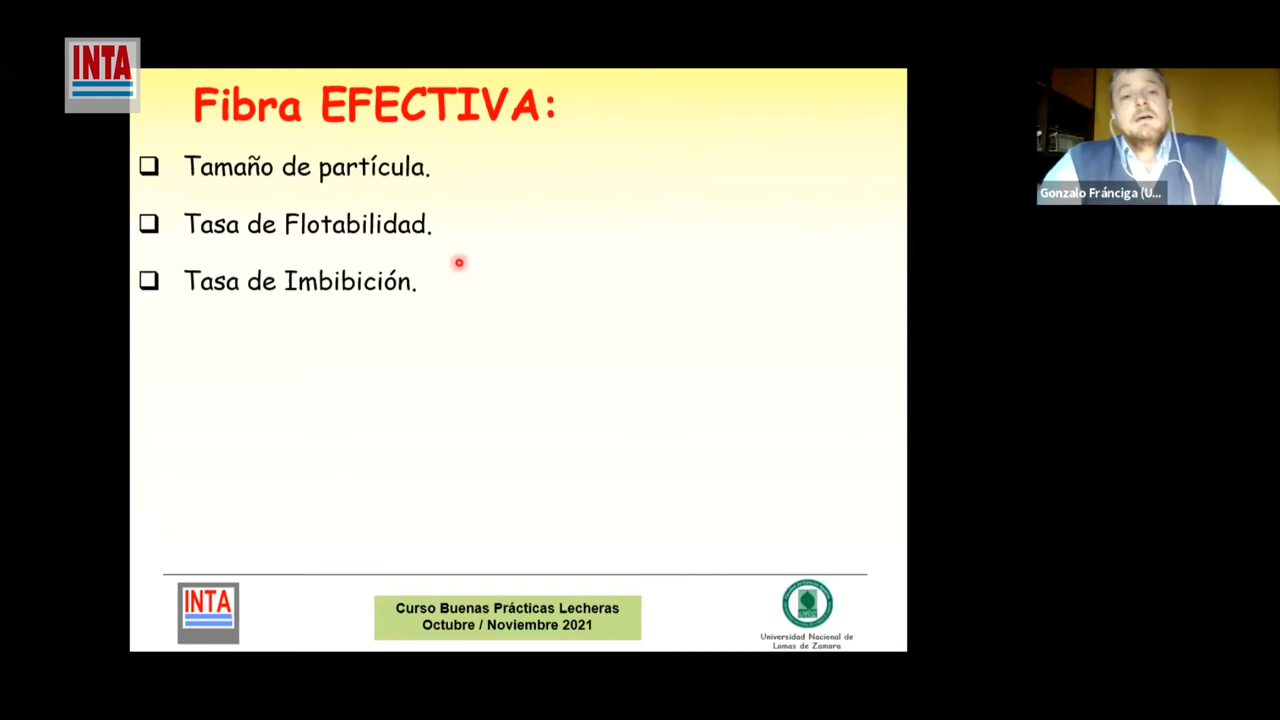 INTA
Fibra EFECTIVA:
Tamaño de partícula.
Tasa de Flotabilidad.
Tasa de Imbibición.
Gonzalo Fránciga (U...
INTA
Curso Buenas Prácticas Lecheras
Octubre / Noviembre 2021
Universidad Nacional de
Lomas de Zamara